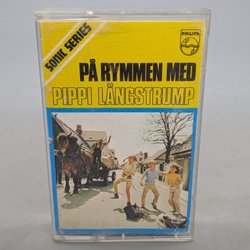 SONIC SERIES
PHILIPS
PÅ RYMMEN MED
PIPPI LÅNGSTRUMP